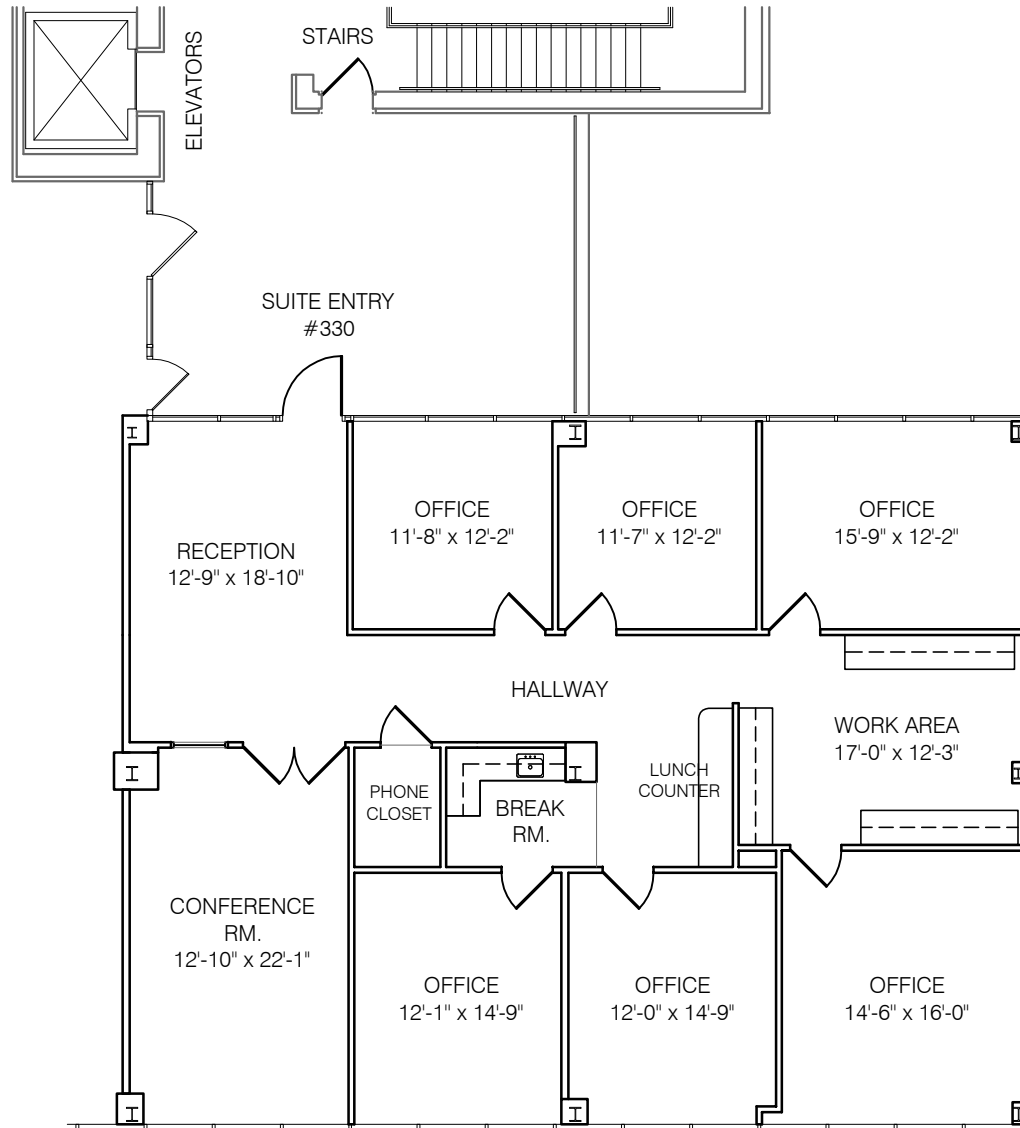 STAIRS
ELEVATORS
SUITE ENTRY
#330
OFFICE
11'-8" x 12'-2"
OFFICE
11'-7" x 12'-2"
OFFICE
15'-9" x 12'-2"
RECEPTION
12'-9" x 18'-10"
HALLWAY
WORK AREA
17'-0" x 12'-3"
PHONE
CLOSET
BREAK
RM.
LUNCH
COUNTER
CONFERENCE
RM.
12'-10" x 22'-1"
OFFICE
12'-1" x 14'-9"
OFFICE
12'-0" x 14'-9"
OFFICE
14'-6" x 16'-0"